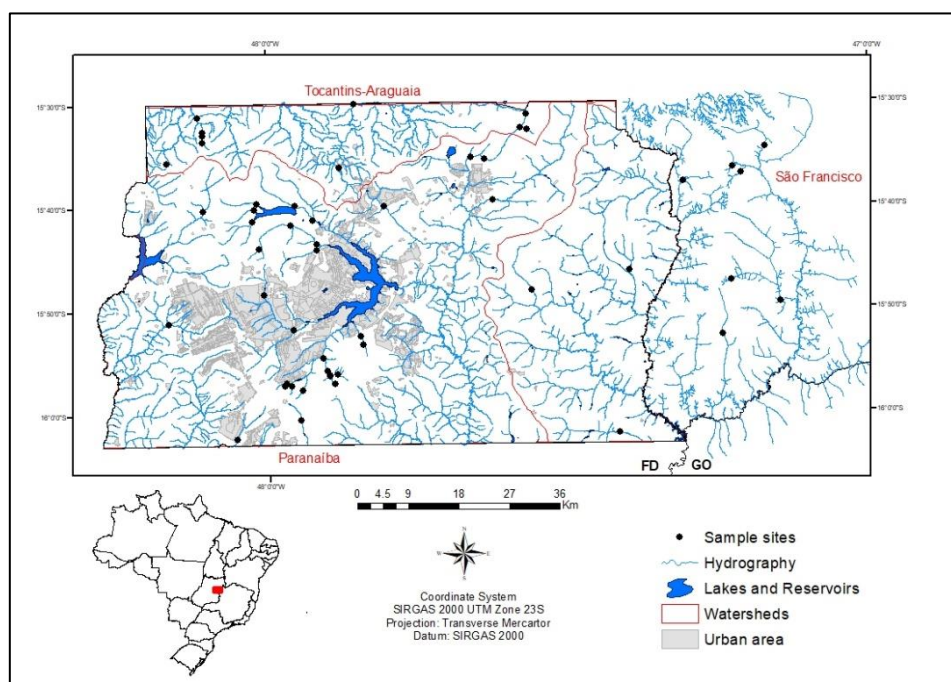 48°0'0"W
47°0'0"W
Tocantins-Araguaia
15°30'0"S
15°30'0"S
São Francisco
15°40'0"S
15°40'0"S
15°50'0"S
15°50'0"S
16°0'0"S
16°0'0"S
Paranaíba
FD
GO
48°0'0"W
0 4.5 9 18 27 36
Km
N
W E
S
Coordinate System
SIRGAS 2000 UTM Zone 23S
Projection: Transverse Mercartor
Datum: SIRGAS 2000
Sample sites
Hydrography
Lakes and Reservoirs
Watersheds
Urban area